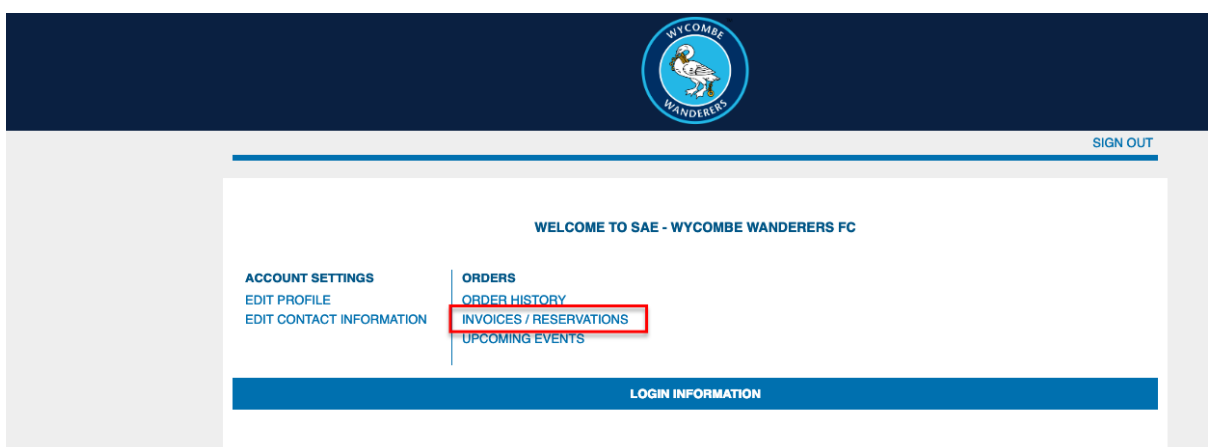 WYCOMBE
WANDERERS
SIGN OUT
WELCOME TO SAE - WYCOMBE WANDERERS FC
ACCOUNT SETTINGS
EDIT PROFILE
EDIT CONTACT INFORMATION
ORDERS
ORDER HISTORY
INVOICES / RESERVATIONS
UPCOMING EVENTS
LOGIN INFORMATION